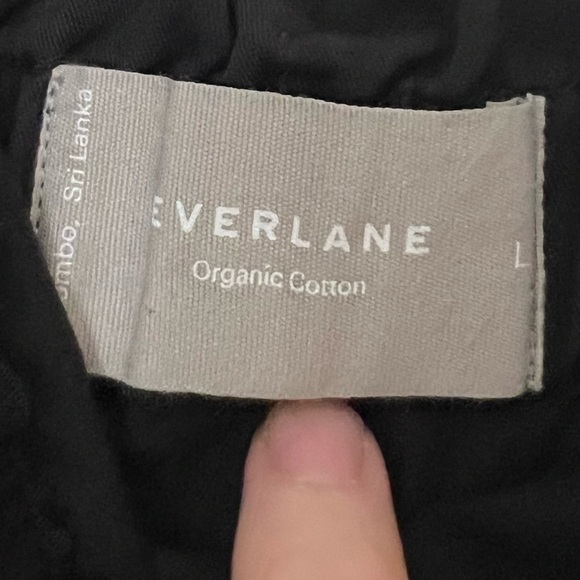 EVERLANE
Organic Cotton
L
Sri Lanka